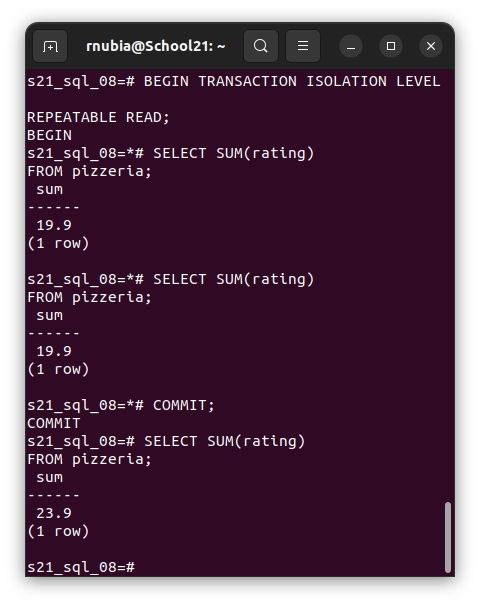 rnubia@School21: ~
s21_sql_08=# BEGIN TRANSACTION ISOLATION LEVEL
REPEATABLE READ;
BEGIN
s21_sql_08=*# SELECT SUM(rating)
FROM pizzeria;
sum
------
19.9
(1 row)
s21_sql_08=*# SELECT SUM(rating)
FROM pizzeria;
sum
------
19.9
(1 row)
s21_sql_08=*# COMMIT;
COMMIT
s21_sql_08=# SELECT SUM(rating)
FROM pizzeria;
sum
------
23.9
(1 row)
s21_sql_08=#